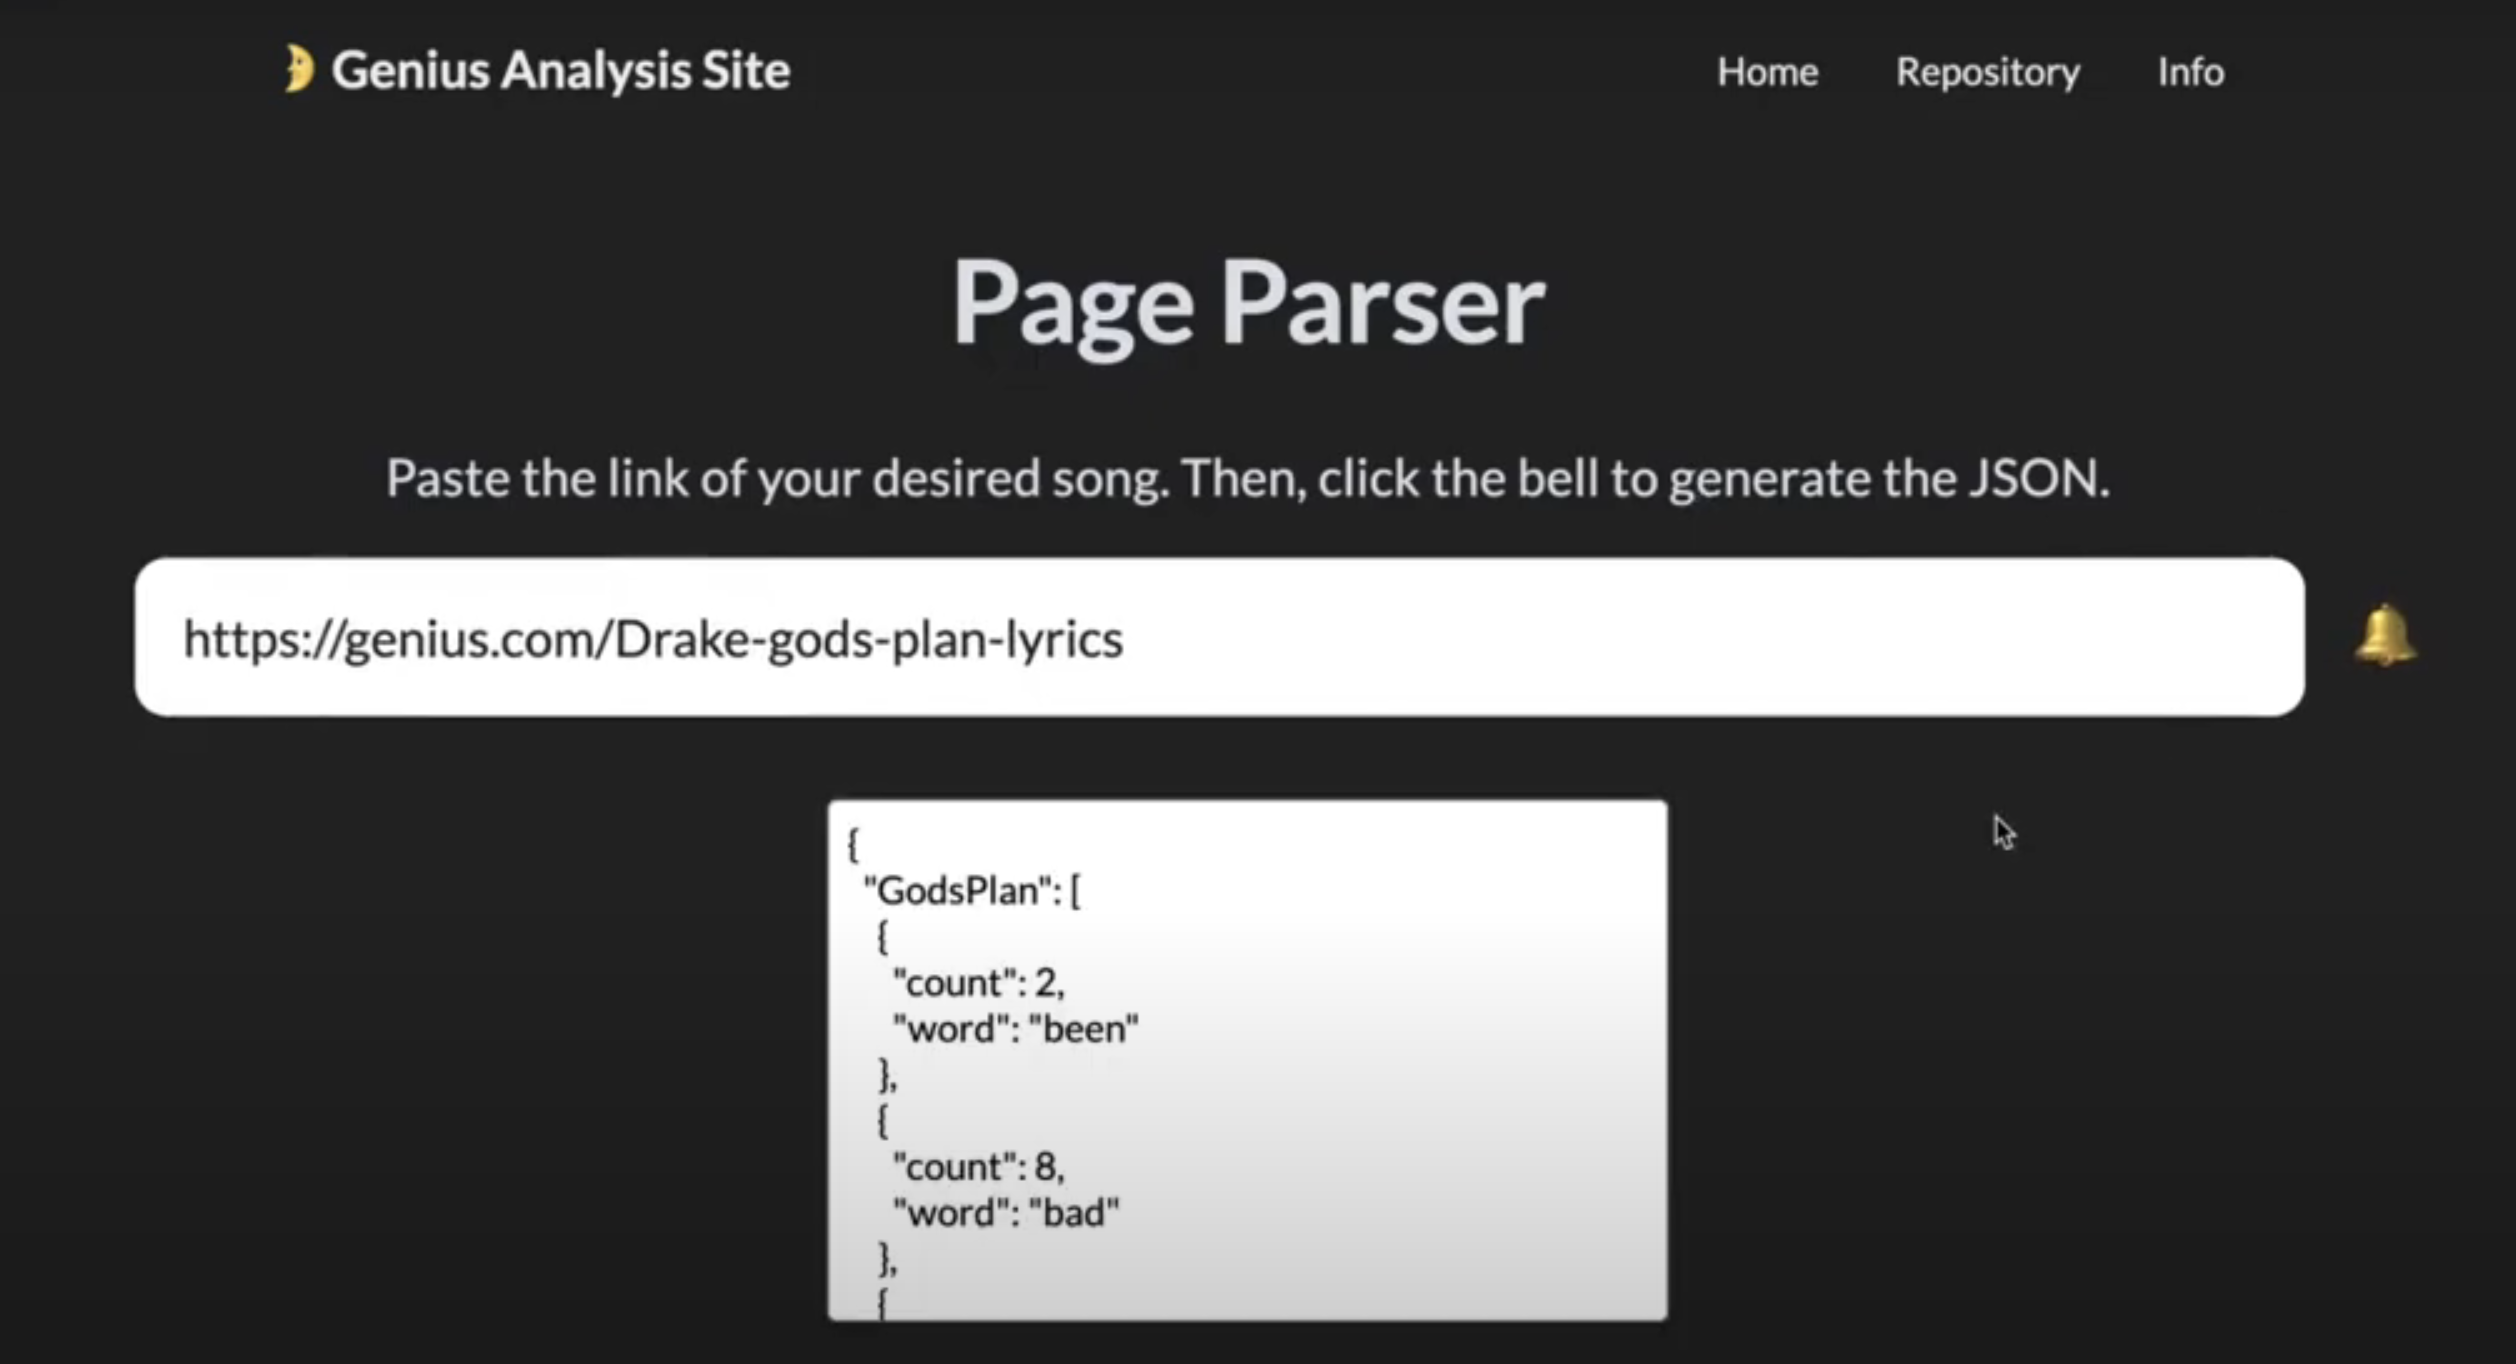 Genius Analysis Site
Home Repository Info
Page Parser
Paste the link of your desired song. Then, click the bell to generate the JSON.
https://genius.com/Drake-gods-plan-lyrics
{
"GodsPlan": [
{
"count": 2,
"word": "been"
},
{
"count": 8,
"word": "bad"
},
{